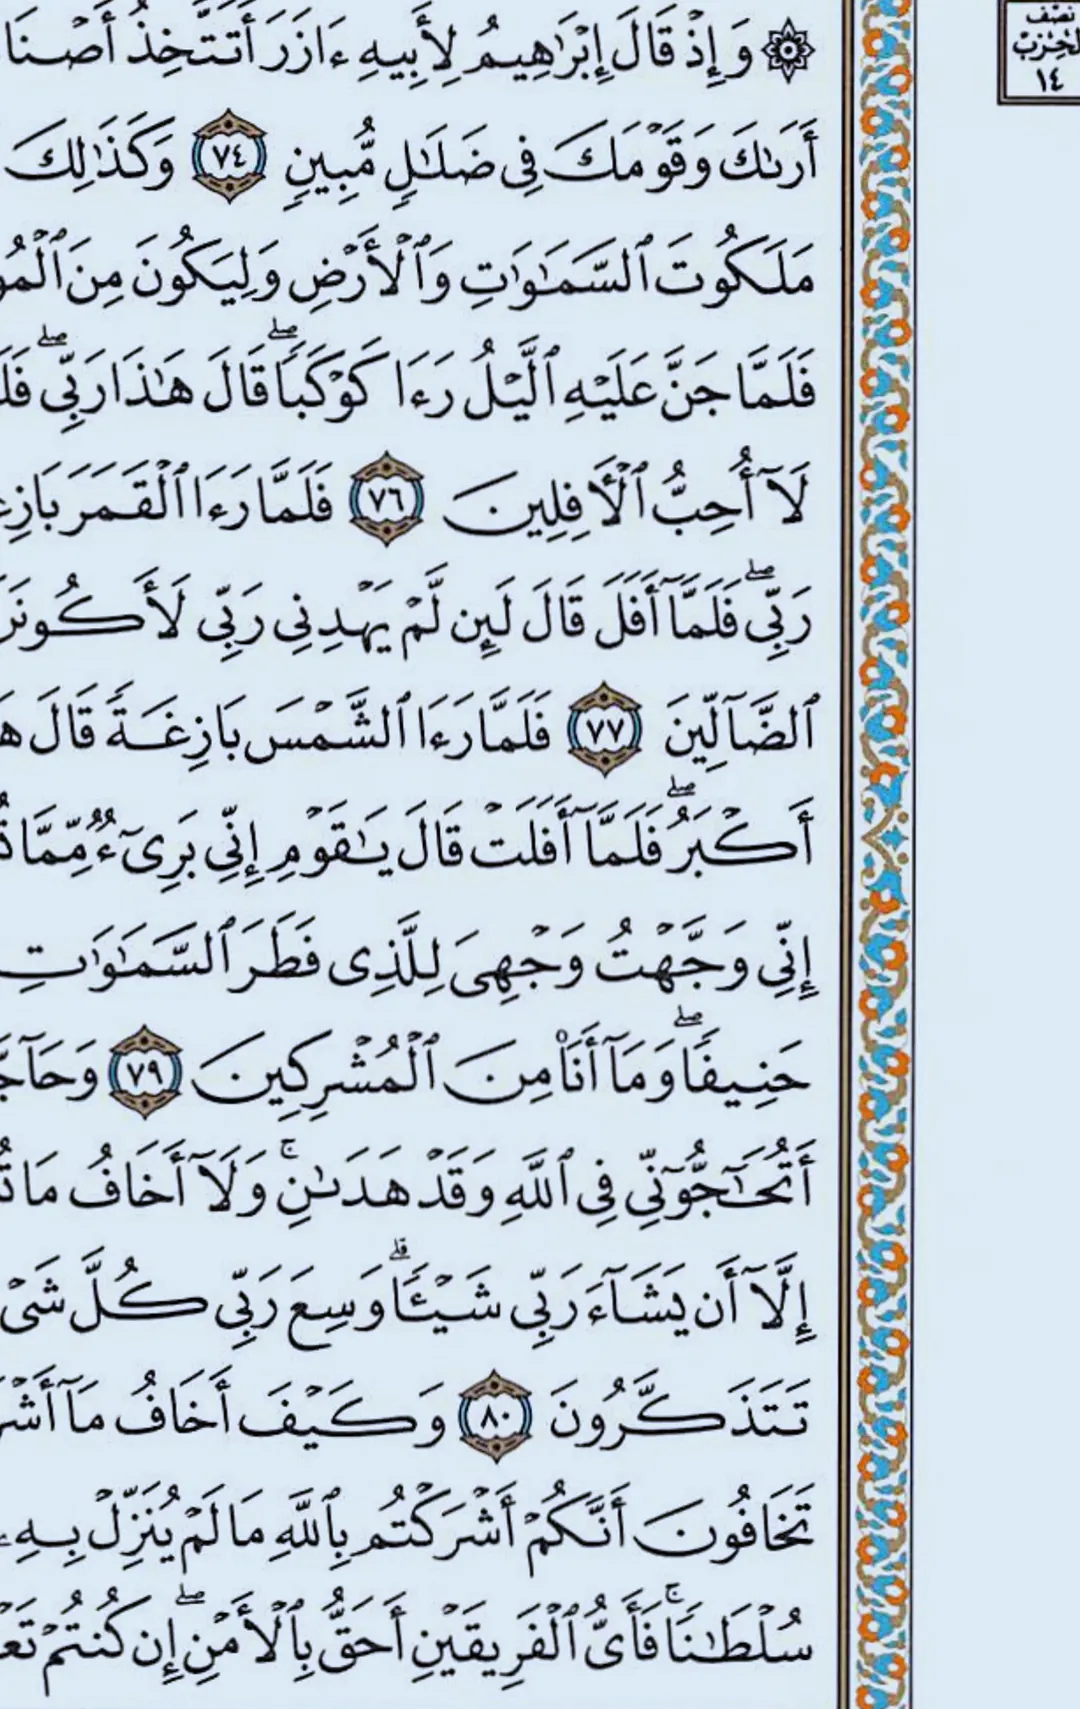 نصف
الحزب
١٤
۞ وَإِذۡ قَالَ إِبۡرَٰهِيمُ لِأَبِيهِ ءَازَرَ أَتَتَّخِذُ أَصۡنَا
أَرَىٰكَ وَقَوۡمَكَ فِي ضَلَٰلٖ مُّبِينٖ ٧٤ وَكَذَٰلِكَ
مَلَكُوتَ ٱلسَّمَٰوَٰتِ وَٱلۡأَرۡضِ وَلِيَكُونَ مِنَ ٱلۡمُو
فَلَمَّا جَنَّ عَلَيۡهِ ٱلَّيۡلُ رَءَا كَوۡكَبٗاۖ قَالَ هَٰذَا رَبِّيۖ فَلَ
لَآ أُحِبُّ ٱلۡأٓفِلِينَ ٧٦ فَلَمَّا رَءَا ٱلۡقَمَرَ بَازِغ
رَبِّيۖ فَلَمَّآ أَفَلَ قَالَ لَئِن لَّمۡ يَهۡدِنِي رَبِّي لَأَكُونَنَّ
ٱلضَّآلِّينَ ٧٧ فَلَمَّا رَءَا ٱلشَّمۡسَ بَازِغَةٗ قَالَ هَ
أَكۡبَرُۖ فَلَمَّآ أَفَلَتۡ قَالَ يَٰقَوۡمِ إِنِّي بَرِيٓءٞ مِّمَّا تُ
إِنِّي وَجَّهۡتُ وَجۡهِيَ لِلَّذِي فَطَرَ ٱلسَّمَٰوَٰتِ
حَنِيفٗاۖ وَمَآ أَنَا۠ مِنَ ٱلۡمُشۡرِكِينَ ٧٩ وَحَآجَّ
أَتُحَٰٓجُّوٓنِّي فِي ٱللَّهِ وَقَدۡ هَدَىٰنِۚ وَلَآ أَخَافُ مَا تُ
إِلَّآ أَن يَشَآءَ رَبِّي شَيۡـٔٗاۗ وَسِعَ رَبِّي كُلَّ شَيۡ
تَتَذَكَّرُونَ ٨٠ وَكَيۡفَ أَخَافُ مَآ أَشۡرَ
تَخَافُونَ أَنَّكُمۡ أَشۡرَكۡتُم بِٱللَّهِ مَا لَمۡ يُنَزِّلۡ بِهِۦ
سُلۡطَٰنٗاۚ فَأَيُّ ٱلۡفَرِيقَيۡنِ أَحَقُّ بِٱلۡأَمۡنِۖ إِن كُنتُمۡ تَعۡ